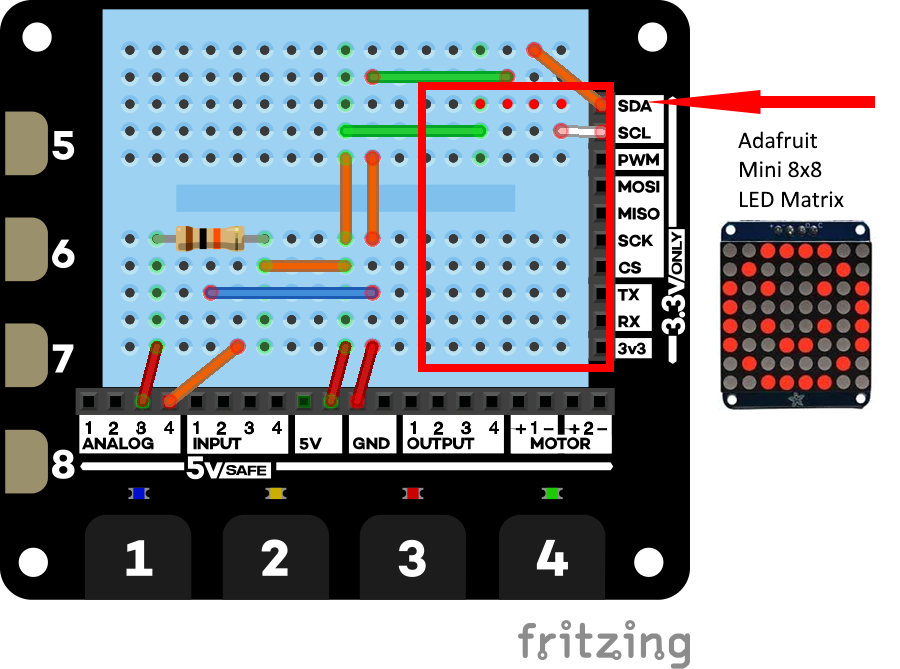 SDA
SCL
PWM
MOSI
MISO
SCK
CS
TX
RX
3v3
3.3v/ONLY
Adafruit
Mini 8x8
LED Matrix
5
6
7
8
1 2 3 4 1 2 3 4 1 2 3 4 +1- +2-
ANALOG INPUT 5V GND OUTPUT MOTOR
5V/SAFE
1 2 3 4
fritzing